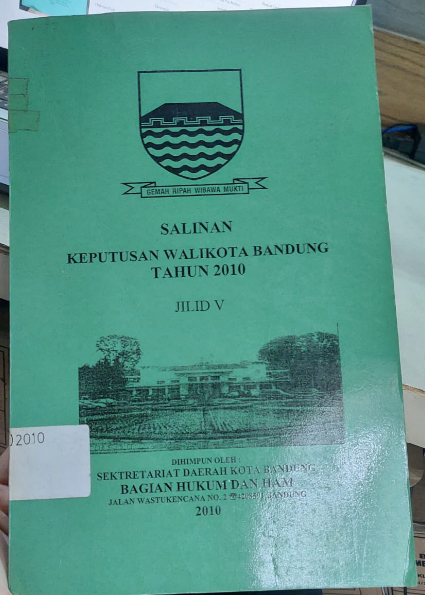 GEMAH RIPAH WIBAWA MUKTI
SALINAN
KEPUTUSAN WALIKOTA BANDUNG
TAHUN 2010
JILID V
)2010
DIHIMPUN OLEH :
SEKTRETARIAT DAERAH KOTA BANDUNG
BAGIAN HUKUM DAN HAM
JALAN WASTUKENCANA NO. 2 BANDUNG
2010